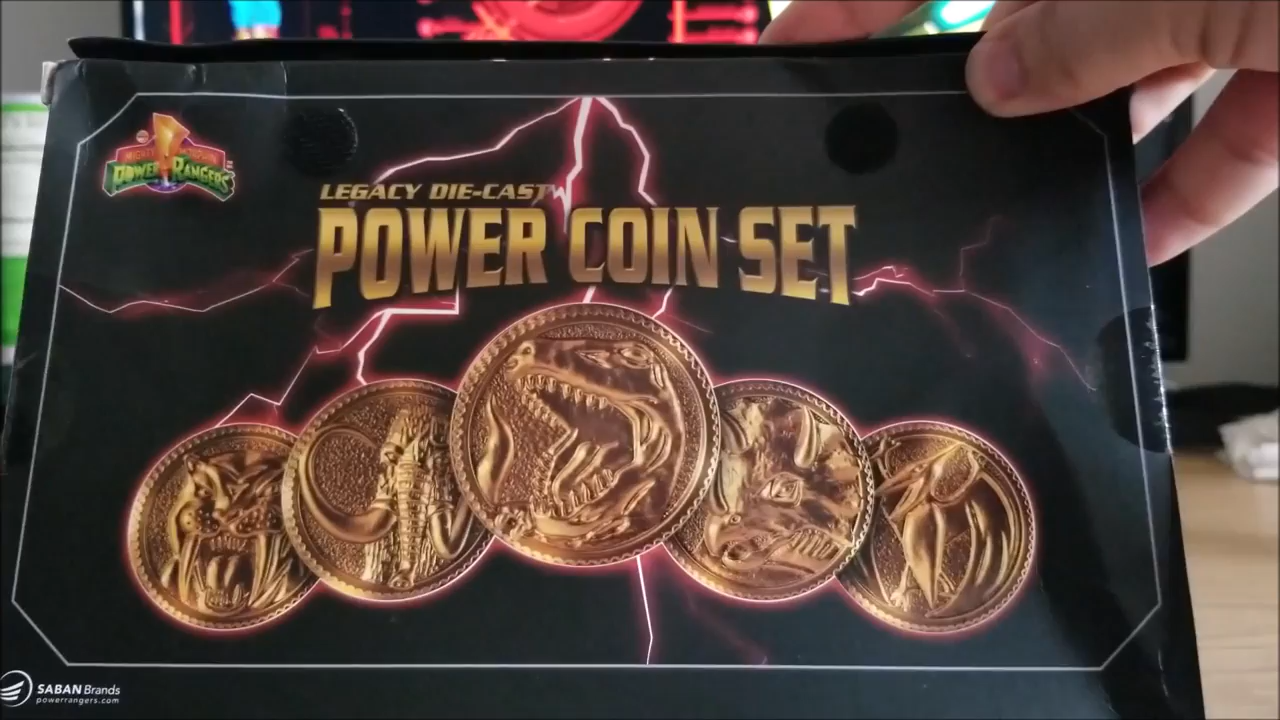 MIGHTY MORPHIN
POWER RANGERS
LEGACY DIE-CAST
POWER COIN SET
SABAN Brands
powerrangers.com